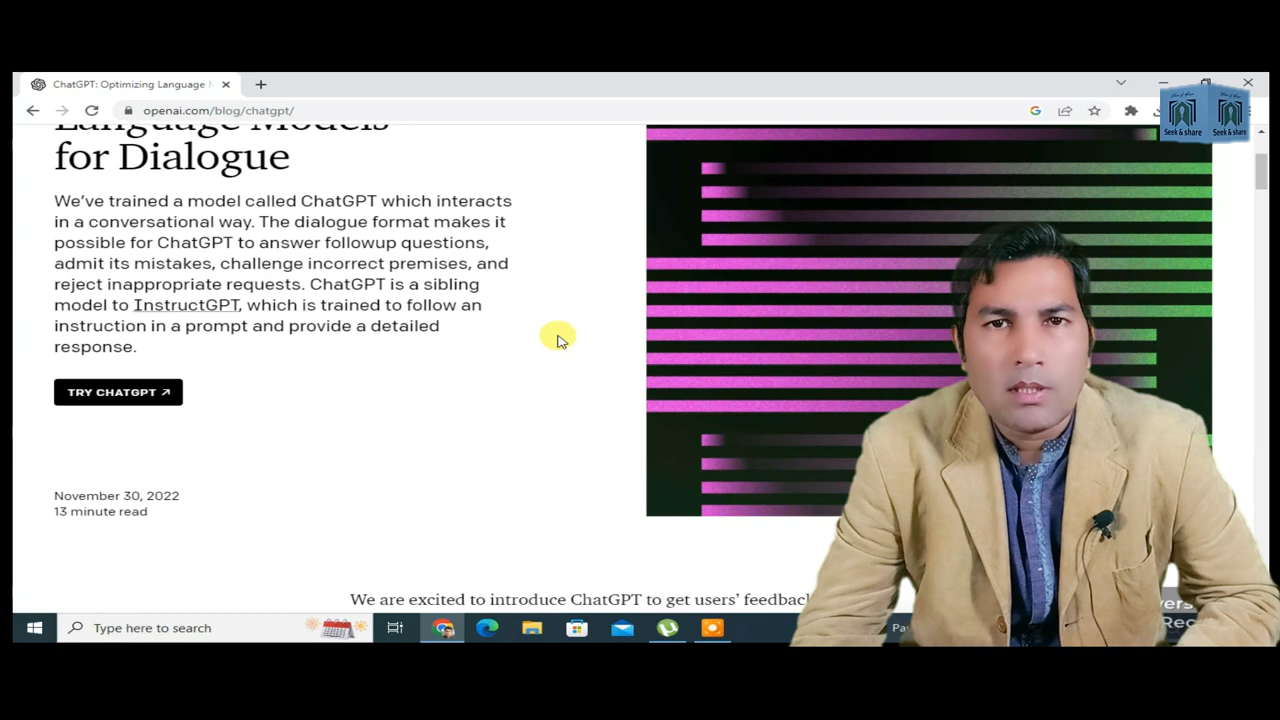 ChatGPT: Optimizing Language
openai.com/blog/chatgpt/
Seek & share
Seek & share
Language Models
for Dialogue
We've trained a model called ChatGPT which interacts
in a conversational way. The dialogue format makes it
possible for ChatGPT to answer followup questions,
admit its mistakes, challenge incorrect premises, and
reject inappropriate requests. ChatGPT is a sibling
model to InstructGPT, which is trained to follow an
instruction in a prompt and provide a detailed
response.
TRY CHATGPT ↗
November 30, 2022
13 minute read
We are excited to introduce ChatGPT to get users' feedback
Type here to search